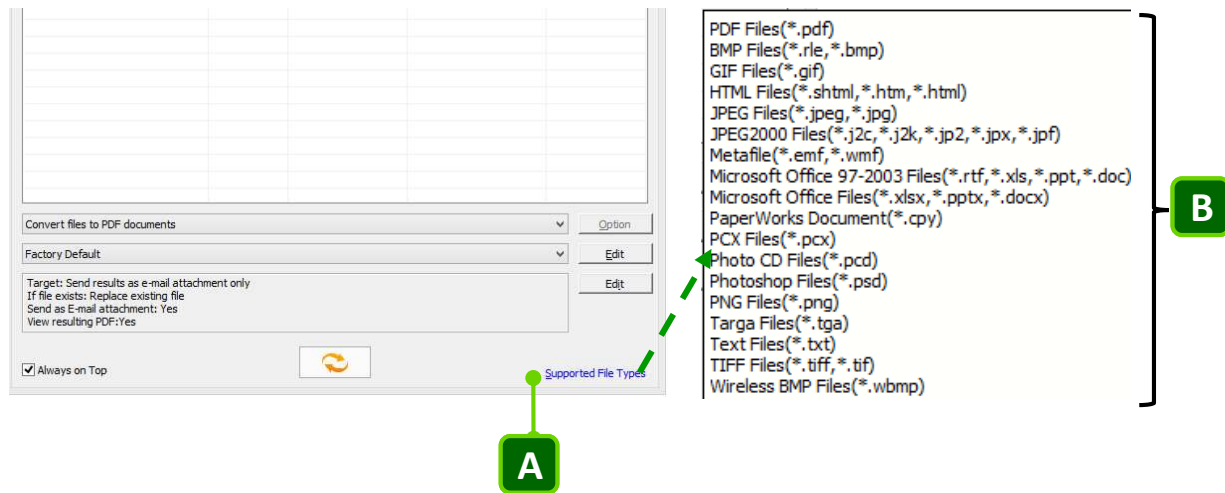 Convert files to PDF documents
Option
Factory Default
Edit
Target: Send results as e-mail attachment only
If file exists: Replace existing file
Send as E-mail attachment: Yes
View resulting PDF:Yes
Edit
Always on Top
Supported File Types
A
PDF Files(*.pdf)
BMP Files(*.rle,*.bmp)
GIF Files(*.gif)
HTML Files(*.shtml,*.htm,*.html)
JPEG Files(*.jpeg,*.jpg)
JPEG2000 Files(*.j2c,*.j2k,*.jp2,*.jpx,*.jpf)
Metafile(*.emf,*.wmf)
Microsoft Office 97-2003 Files(*.rtf,*.xls,*.ppt,*.doc)
Microsoft Office Files(*.xlsx,*.pptx,*.docx)
PaperWorks Document(*.cpy)
PCX Files(*.pcx)
Photo CD Files(*.pcd)
Photoshop Files(*.psd)
PNG Files(*.png)
Targa Files(*.tga)
Text Files(*.txt)
TIFF Files(*.tiff,*.tif)
Wireless BMP Files(*.wbmp)
B